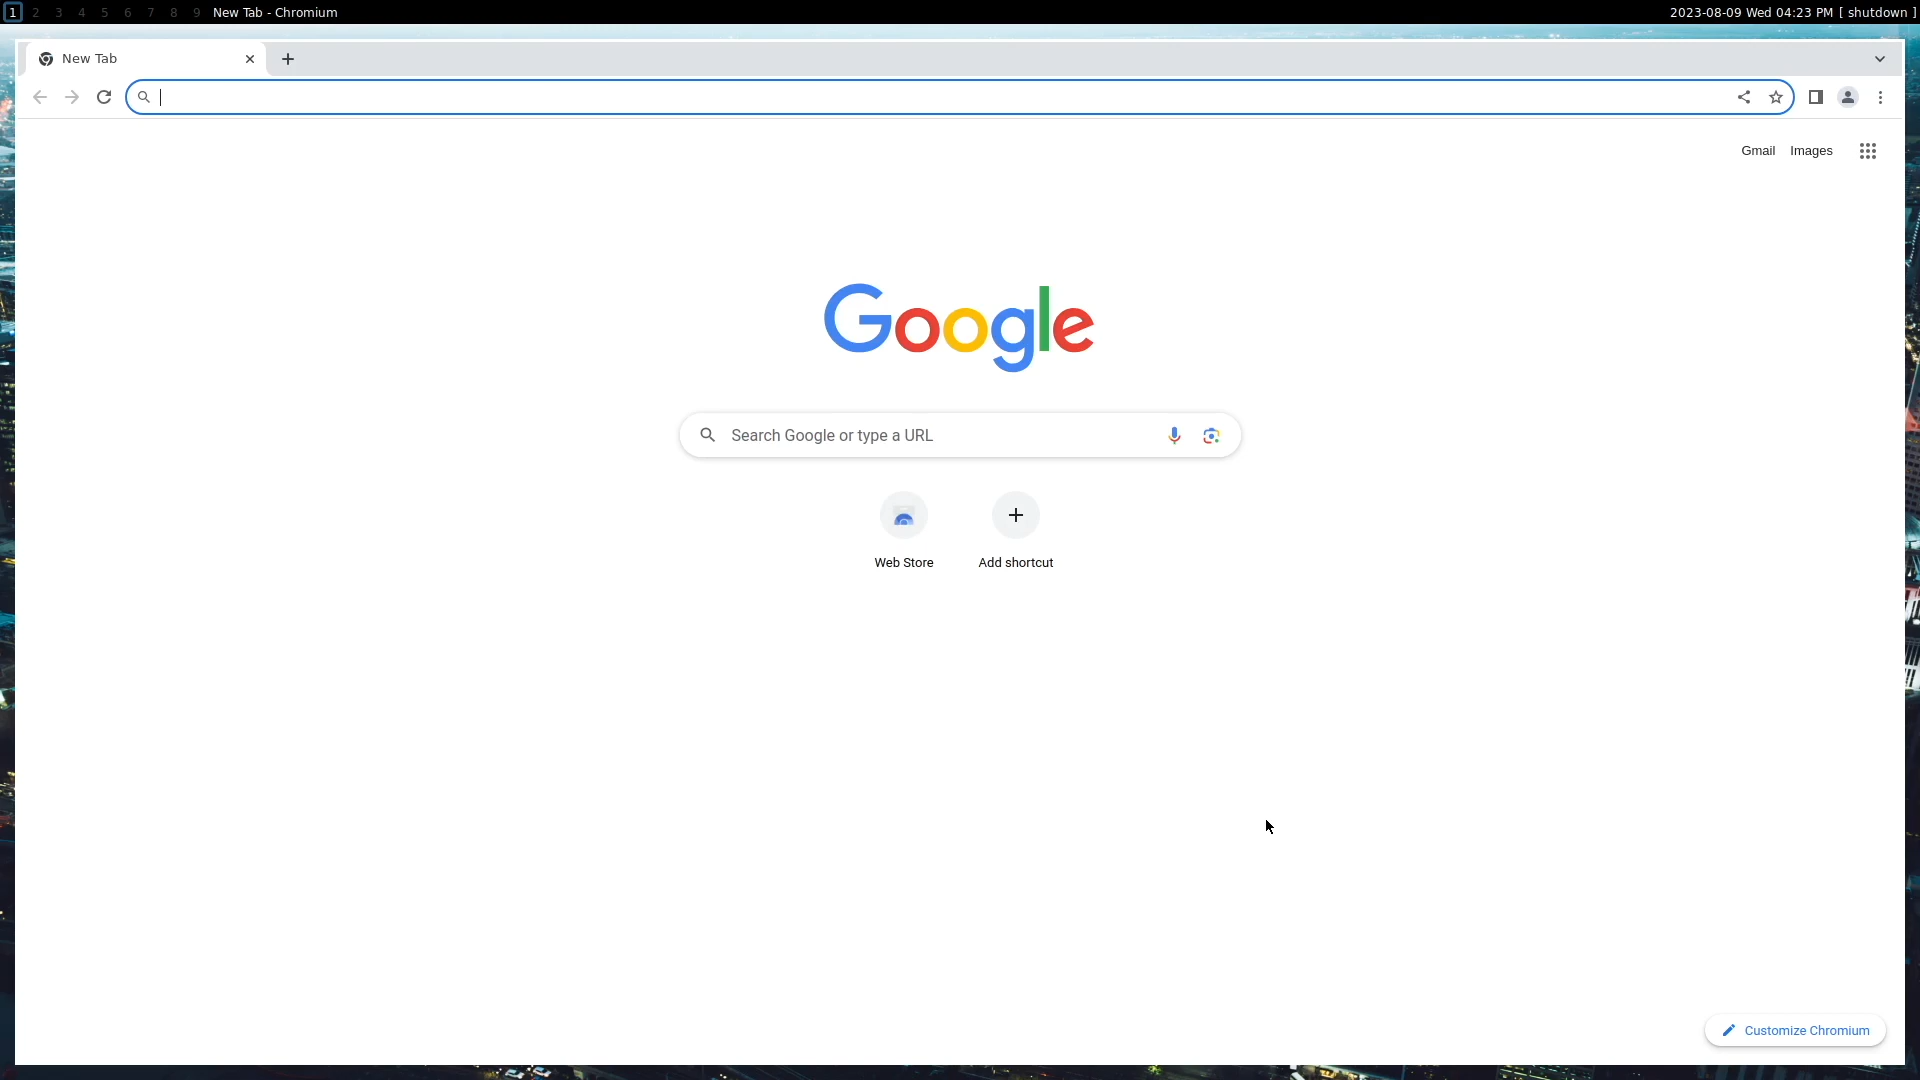 1 2 3 4 5 6 7 8 9 New Tab - Chromium 2023-08-09 Wed 04:23 PM [ shutdown ]
New Tab
Gmail Images
Google
Search Google or type a URL
Web Store Add shortcut
Customize Chromium